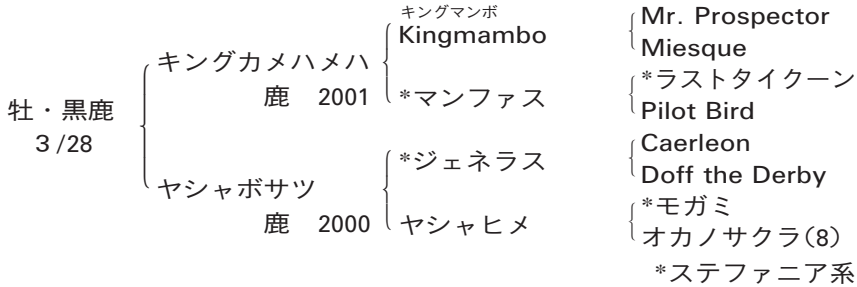 牡・黒鹿
3/28
キングカメハメハ
鹿 2001
ヤシャボサツ
鹿 2000
キングマンボ
Kingmambo
*マンファス
*ジェネラス
ヤシャヒメ
Mr. Prospector
Miesque
*ラストタイクーン
Pilot Bird
Caerleon
Doff the Derby
*モガミ
オカノサクラ(8)
*ステファニア系